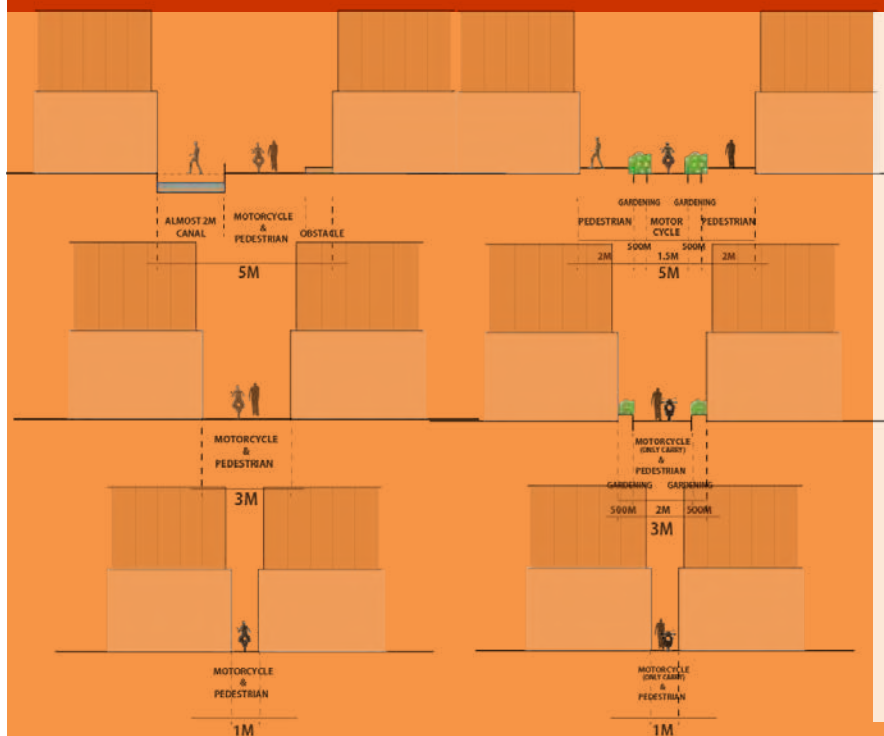 ALMOST 2M
CANAL
MOTORCYCLE
&
PEDESTRIAN
OBSTACLE
5M
GARDENING GARDENING
PEDESTRIAN
MOTOR
CYCLE
PEDESTRIAN
500M 500M
2M 1.5M 2M
5M
MOTORCYCLE
&
PEDESTRIAN
3M
MOTORCYCLE
(ONLY CARRY)
&
PEDESTRIAN
GARDENING GARDENING
500M 2M 500M
3M
MOTORCYCLE
&
PEDESTRIAN
1M
MOTORCYCLE
(ONLY CARRY)
&
PEDESTRIAN
1M